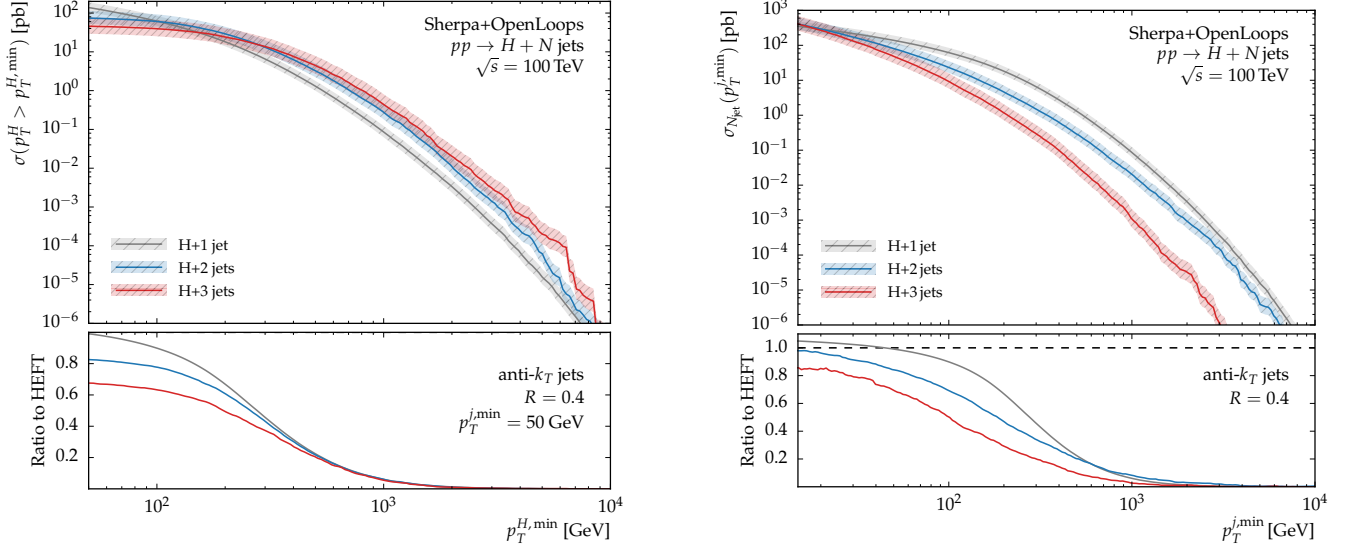 σ(p_T^H > p_T^{H,min}) [pb]
10^2
10^1
10^0
10^-1
10^-2
10^-3
10^-4
10^-5
10^-6
Sherpa+OpenLoops
pp → H + N jets
√s = 100 TeV
H+1 jet
H+2 jets
H+3 jets
Ratio to HEFT
0.8
0.6
0.4
0.2
anti-k_T jets
R = 0.4
p_T^{j,min} = 50 GeV
10^2
10^3
10^4
p_T^{H,min} [GeV]
σ_{N_jet}(p_T^{j,min}) [pb]
10^3
10^2
10^1
10^0
10^-1
10^-2
10^-3
10^-4
10^-5
10^-6
Sherpa+OpenLoops
pp → H + N jets
√s = 100 TeV
H+1 jet
H+2 jets
H+3 jets
Ratio to HEFT
1.0
0.8
0.6
0.4
0.2
anti-k_T jets
R = 0.4
10^2
10^3
10^4
p_T^{j,min} [GeV]